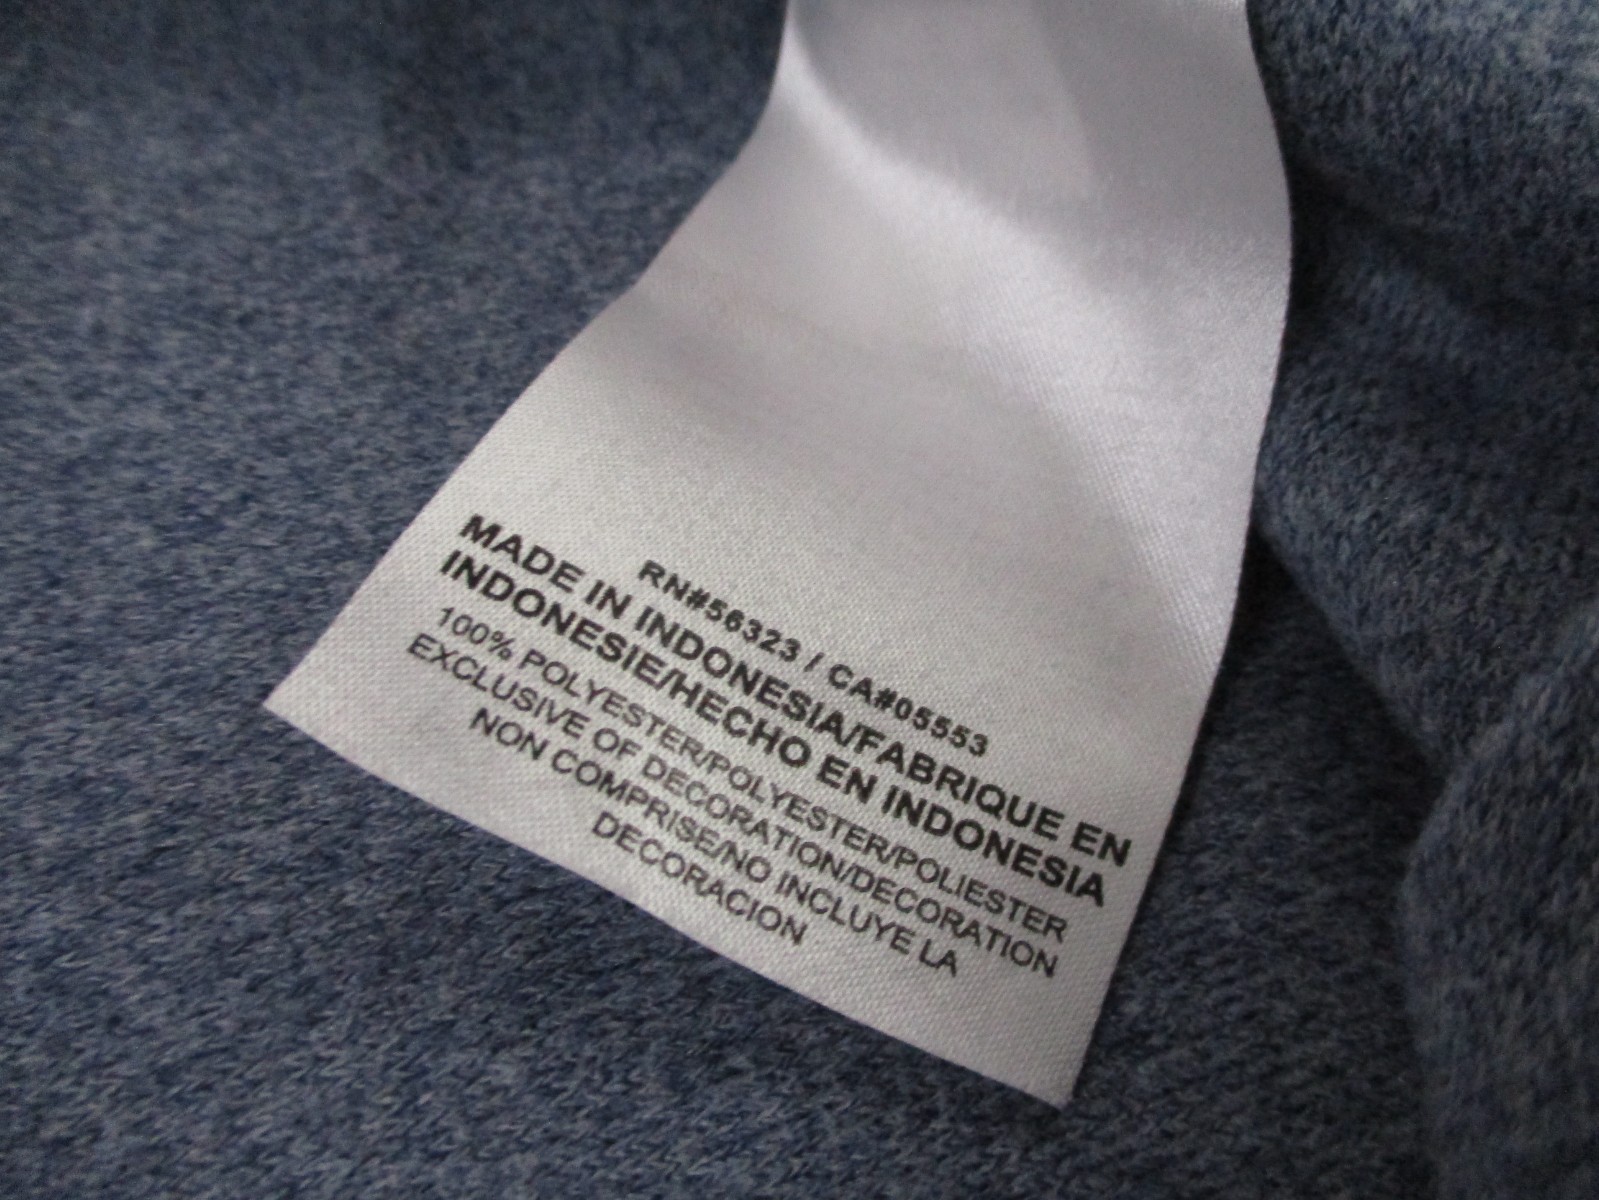 RN#56323 / CA#05553
MADE IN INDONESIA/FABRIQUE EN
INDONESIE/HECHO EN INDONESIA
100% POLYESTER/POLYESTER/POLIESTER
EXCLUSIVE OF DECORATION/DECORATION
NON COMPRISE/NO INCLUYE LA
DECORACION